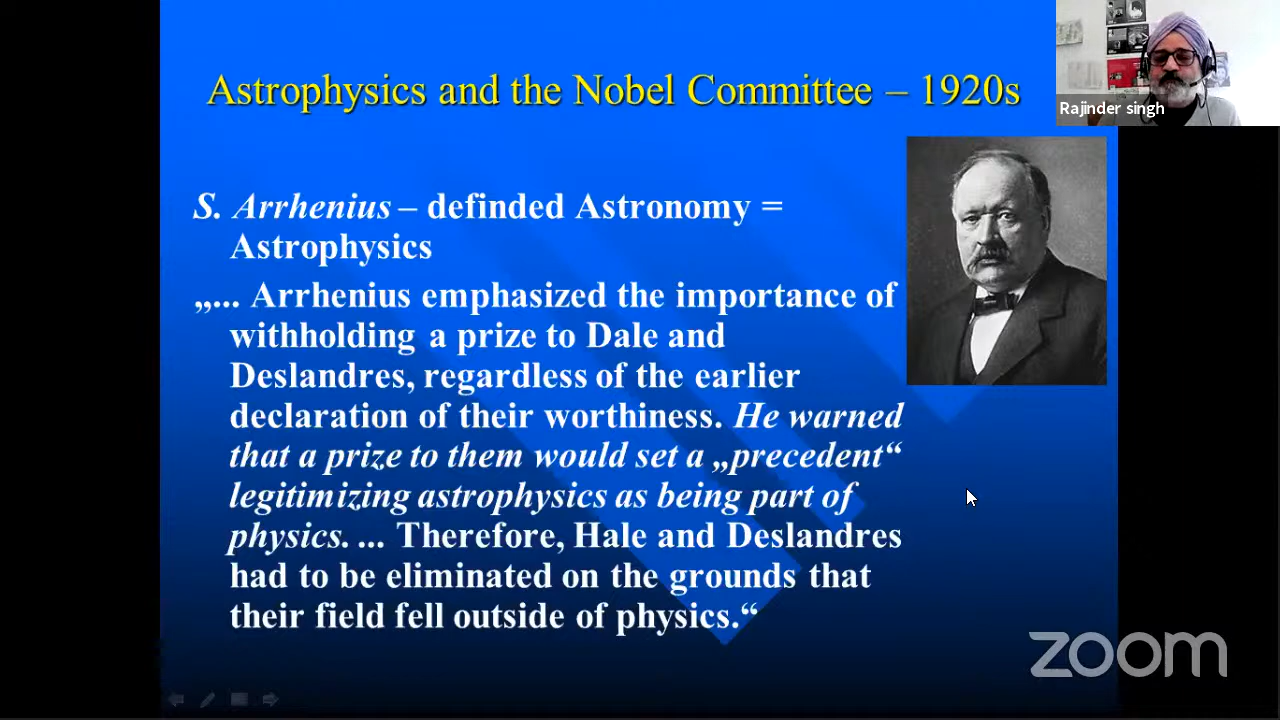 Astrophysics and the Nobel Committee – 1920s
Rajinder singh
S. Arrhenius – definded Astronomy =
Astrophysics
„... Arrhenius emphasized the importance of
withholding a prize to Dale and
Deslandres, regardless of the earlier
declaration of their worthiness. He warned
that a prize to them would set a „precedent“
legitimizing astrophysics as being part of
physics. ... Therefore, Hale and Deslandres
had to be eliminated on the grounds that
their field fell outside of physics.“
zoom